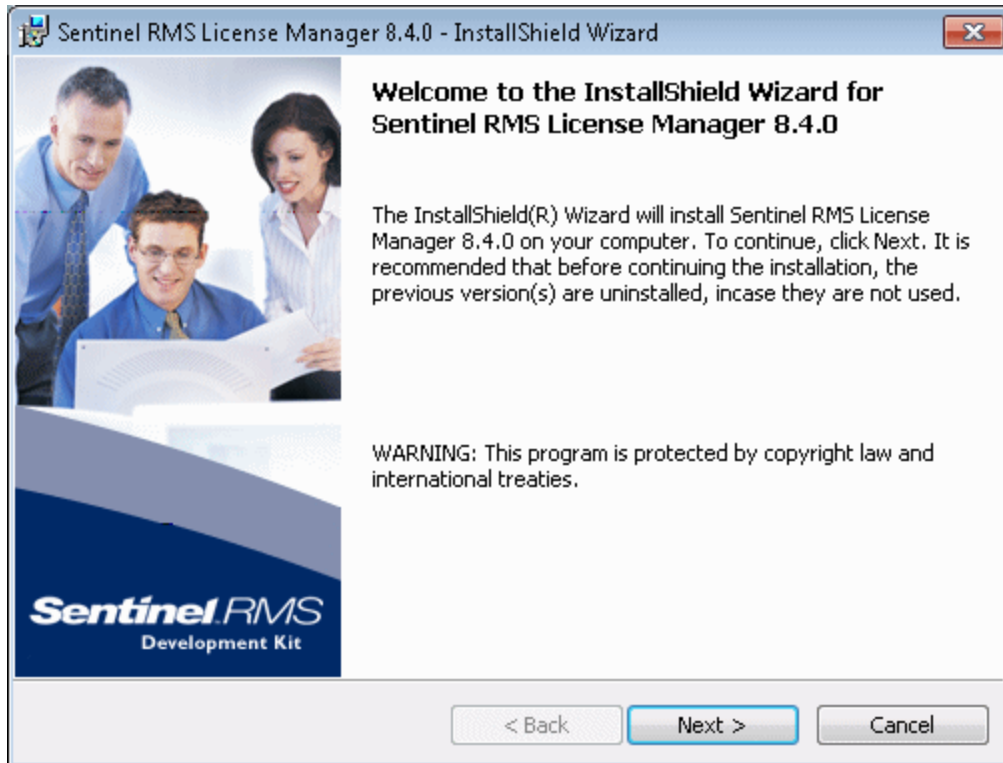 Sentinel RMS License Manager 8.4.0 - InstallShield Wizard
Welcome to the InstallShield Wizard for
Sentinel RMS License Manager 8.4.0
The InstallShield(R) Wizard will install Sentinel RMS License
Manager 8.4.0 on your computer. To continue, click Next. It is
recommended that before continuing the installation, the
previous version(s) are uninstalled, incase they are not used.
WARNING: This program is protected by copyright law and
international treaties.
Sentinel.RMS
Development Kit
< Back
Next >
Cancel